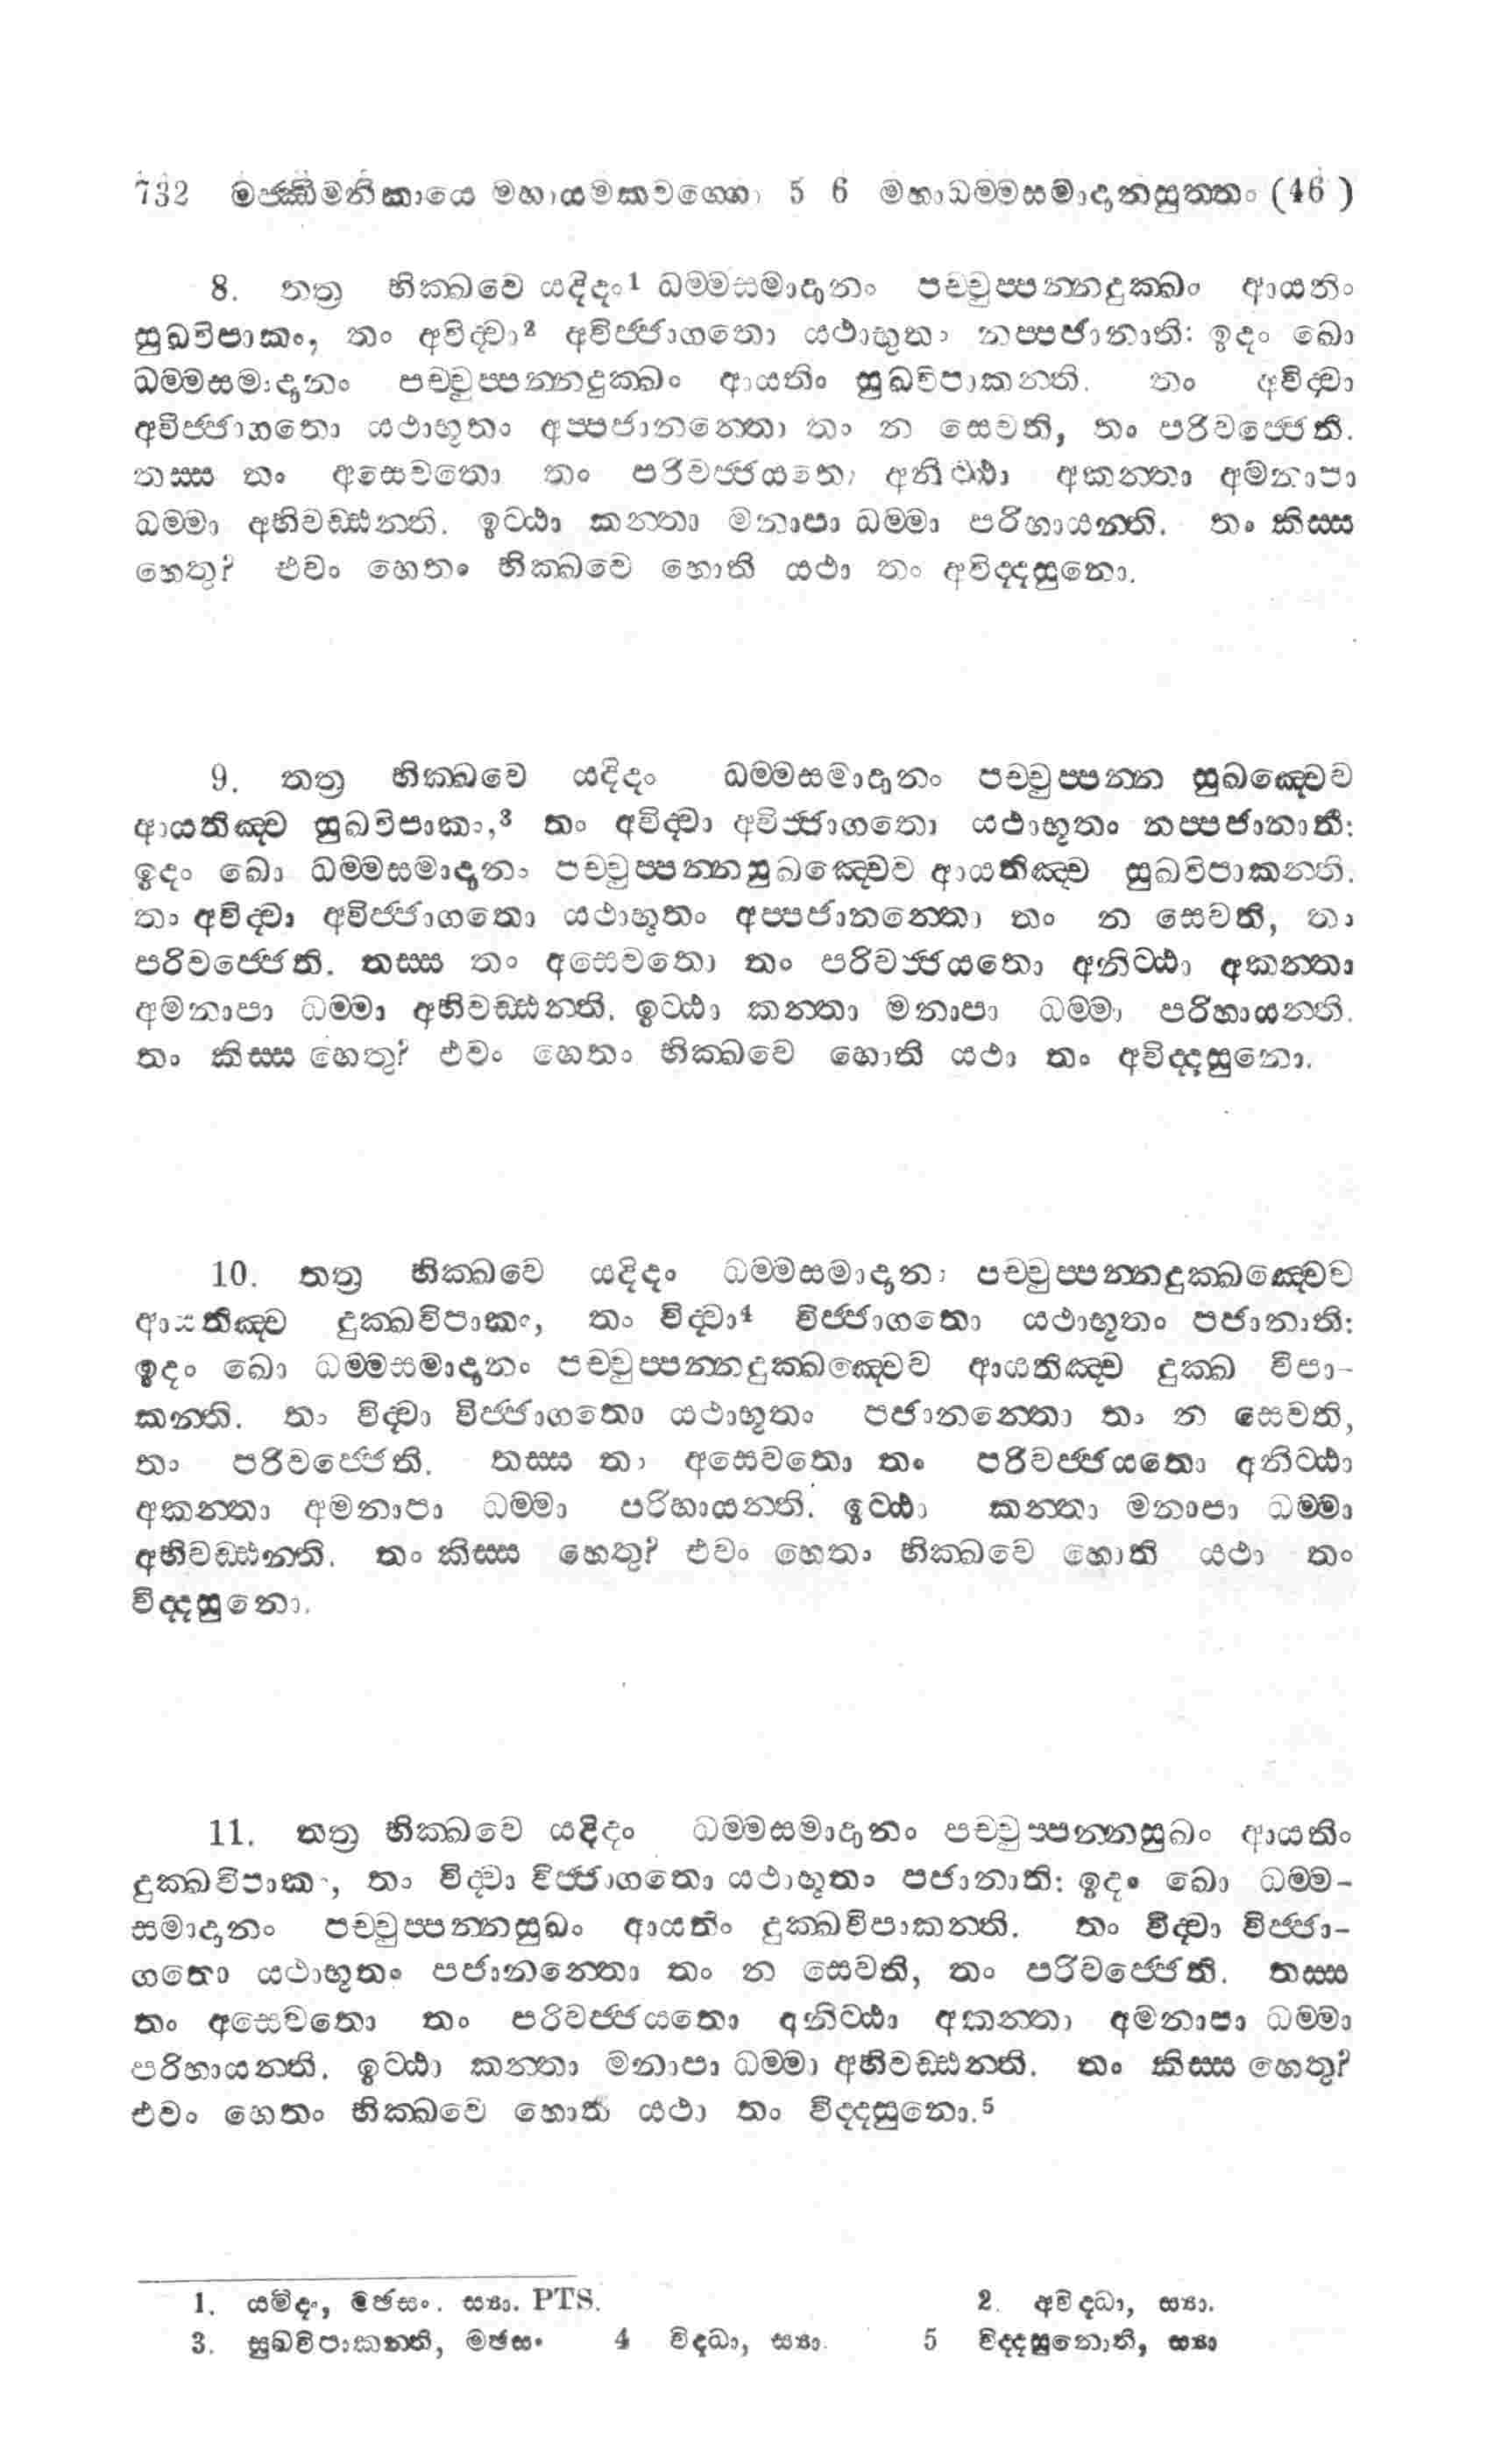 732 මජ්ඣිමනිකායෙ මහායමකවග්ගො 5 6 මහාධම්මසමාදානසුත්තං (46)
8. තත්‍ර භික්ඛවෙ යදිදං¹ ධම්මසමාදානං පච්චුප්පන්නදුක්ඛං ආයතිං
සුඛවිපාකං, තං අවිද්වා² අවිජ්ජාගතො යථාභූතං නප්පජානාති: ඉදං ඛො
ධම්මසමාදානං පච්චුප්පන්නදුක්ඛං ආයතිං සුඛවිපාකන්ති. තං අවිද්වා
අවිජ්ජාගතො යථාභූතං අප්පජානන්තො තං න සෙවති, තං පරිවජ්ජෙති.
තස්ස තං අසෙවතො තං පරිවජ්ජයතො අනිට්ඨා අකන්තා අමනාපා
ධම්මා අභිවඩ්ඪන්ති. ඉට්ඨා කන්තා මනාපා ධම්මා පරිහායන්ති. තං කිස්ස
හෙතු? එවං හෙතං භික්ඛවෙ හොති යථා තං අවිද්දසුනො.
9. තත්‍ර භික්ඛවෙ යදිදං ධම්මසමාදානං පච්චුප්පන්න සුඛඤ්චෙව
ආයතිඤ්ච සුඛවිපාකං,³ තං අවිද්වා අවිජ්ජාගතො යථාභූතං නප්පජානාති:
ඉදං ඛො ධම්මසමාදානං පච්චුප්පන්නසුඛඤ්චෙව ආයතිඤ්ච සුඛවිපාකන්ති.
තං අවිද්වා අවිජ්ජාගතො යථාභූතං අප්පජානන්තො තං න සෙවති, තං
පරිවජ්ජෙති. තස්ස තං අසෙවතො තං පරිවජ්ජයතො අනිට්ඨා අකන්තා
අමනාපා ධම්මා අභිවඩ්ඪන්ති. ඉට්ඨා කන්තා මනාපා ධම්මා පරිහායන්ති.
තං කිස්ස හෙතු? එවං හෙතං භික්ඛවෙ හොති යථා තං අවිද්දසුනො.
10. තත්‍ර භික්ඛවෙ යදිදං ධම්මසමාදානං පච්චුප්පන්නදුක්ඛඤ්චෙව
ආයතිඤ්ච දුක්ඛවිපාකං, තං විද්වා⁴ විජ්ජාගතො යථාභූතං පජානාති:
ඉදං ඛො ධම්මසමාදානං පච්චුප්පන්නදුක්ඛඤ්චෙව ආයතිඤ්ච දුක්ඛ විපා-
කන්ති. තං විද්වා විජ්ජාගතො යථාභූතං පජානන්තො තං න සෙවති,
තං පරිවජ්ජෙති. තස්ස තං අසෙවතො තං පරිවජ්ජයතො අනිට්ඨා
අකන්තා අමනාපා ධම්මා පරිහායන්ති. ඉට්ඨා කන්තා මනාපා ධම්මා
අභිවඩ්ඪන්ති. තං කිස්ස හෙතු? එවං හෙතං භික්ඛවෙ හොති යථා තං
විද්දසුනො.
11. තත්‍ර භික්ඛවෙ යදිදං ධම්මසමාදානං පච්චුප්පන්නසුඛං ආයතිං
දුක්ඛවිපාකං, තං විද්වා විජ්ජාගතො යථාභූතං පජානාති: ඉදං ඛො ධම්ම-
සමාදානං පච්චුප්පන්නසුඛං ආයතිං දුක්ඛවිපාකන්ති. තං විද්වා විජ්ජා-
ගතො යථාභූතං පජානන්තො තං න සෙවති, තං පරිවජ්ජෙති. තස්ස
තං අසෙවතො තං පරිවජ්ජයතො අනිට්ඨා අකන්තා අමනාපා ධම්මා
පරිහායන්ති. ඉට්ඨා කන්තා මනාපා ධම්මා අභිවඩ්ඪන්ති. තං කිස්ස හෙතු?
එවං හෙතං භික්ඛවෙ හොති යථා තං විද්දසුනො.⁵
1. යමිදං, මජසං. ස්‍යා. PTS. 2. අවිද්ධා, ස්‍යා.
3. සුඛවිපාකන්ති, මජසං 4 විද්ධා, ස්‍යා. 5 විද්දසුනොති, ස්‍යා